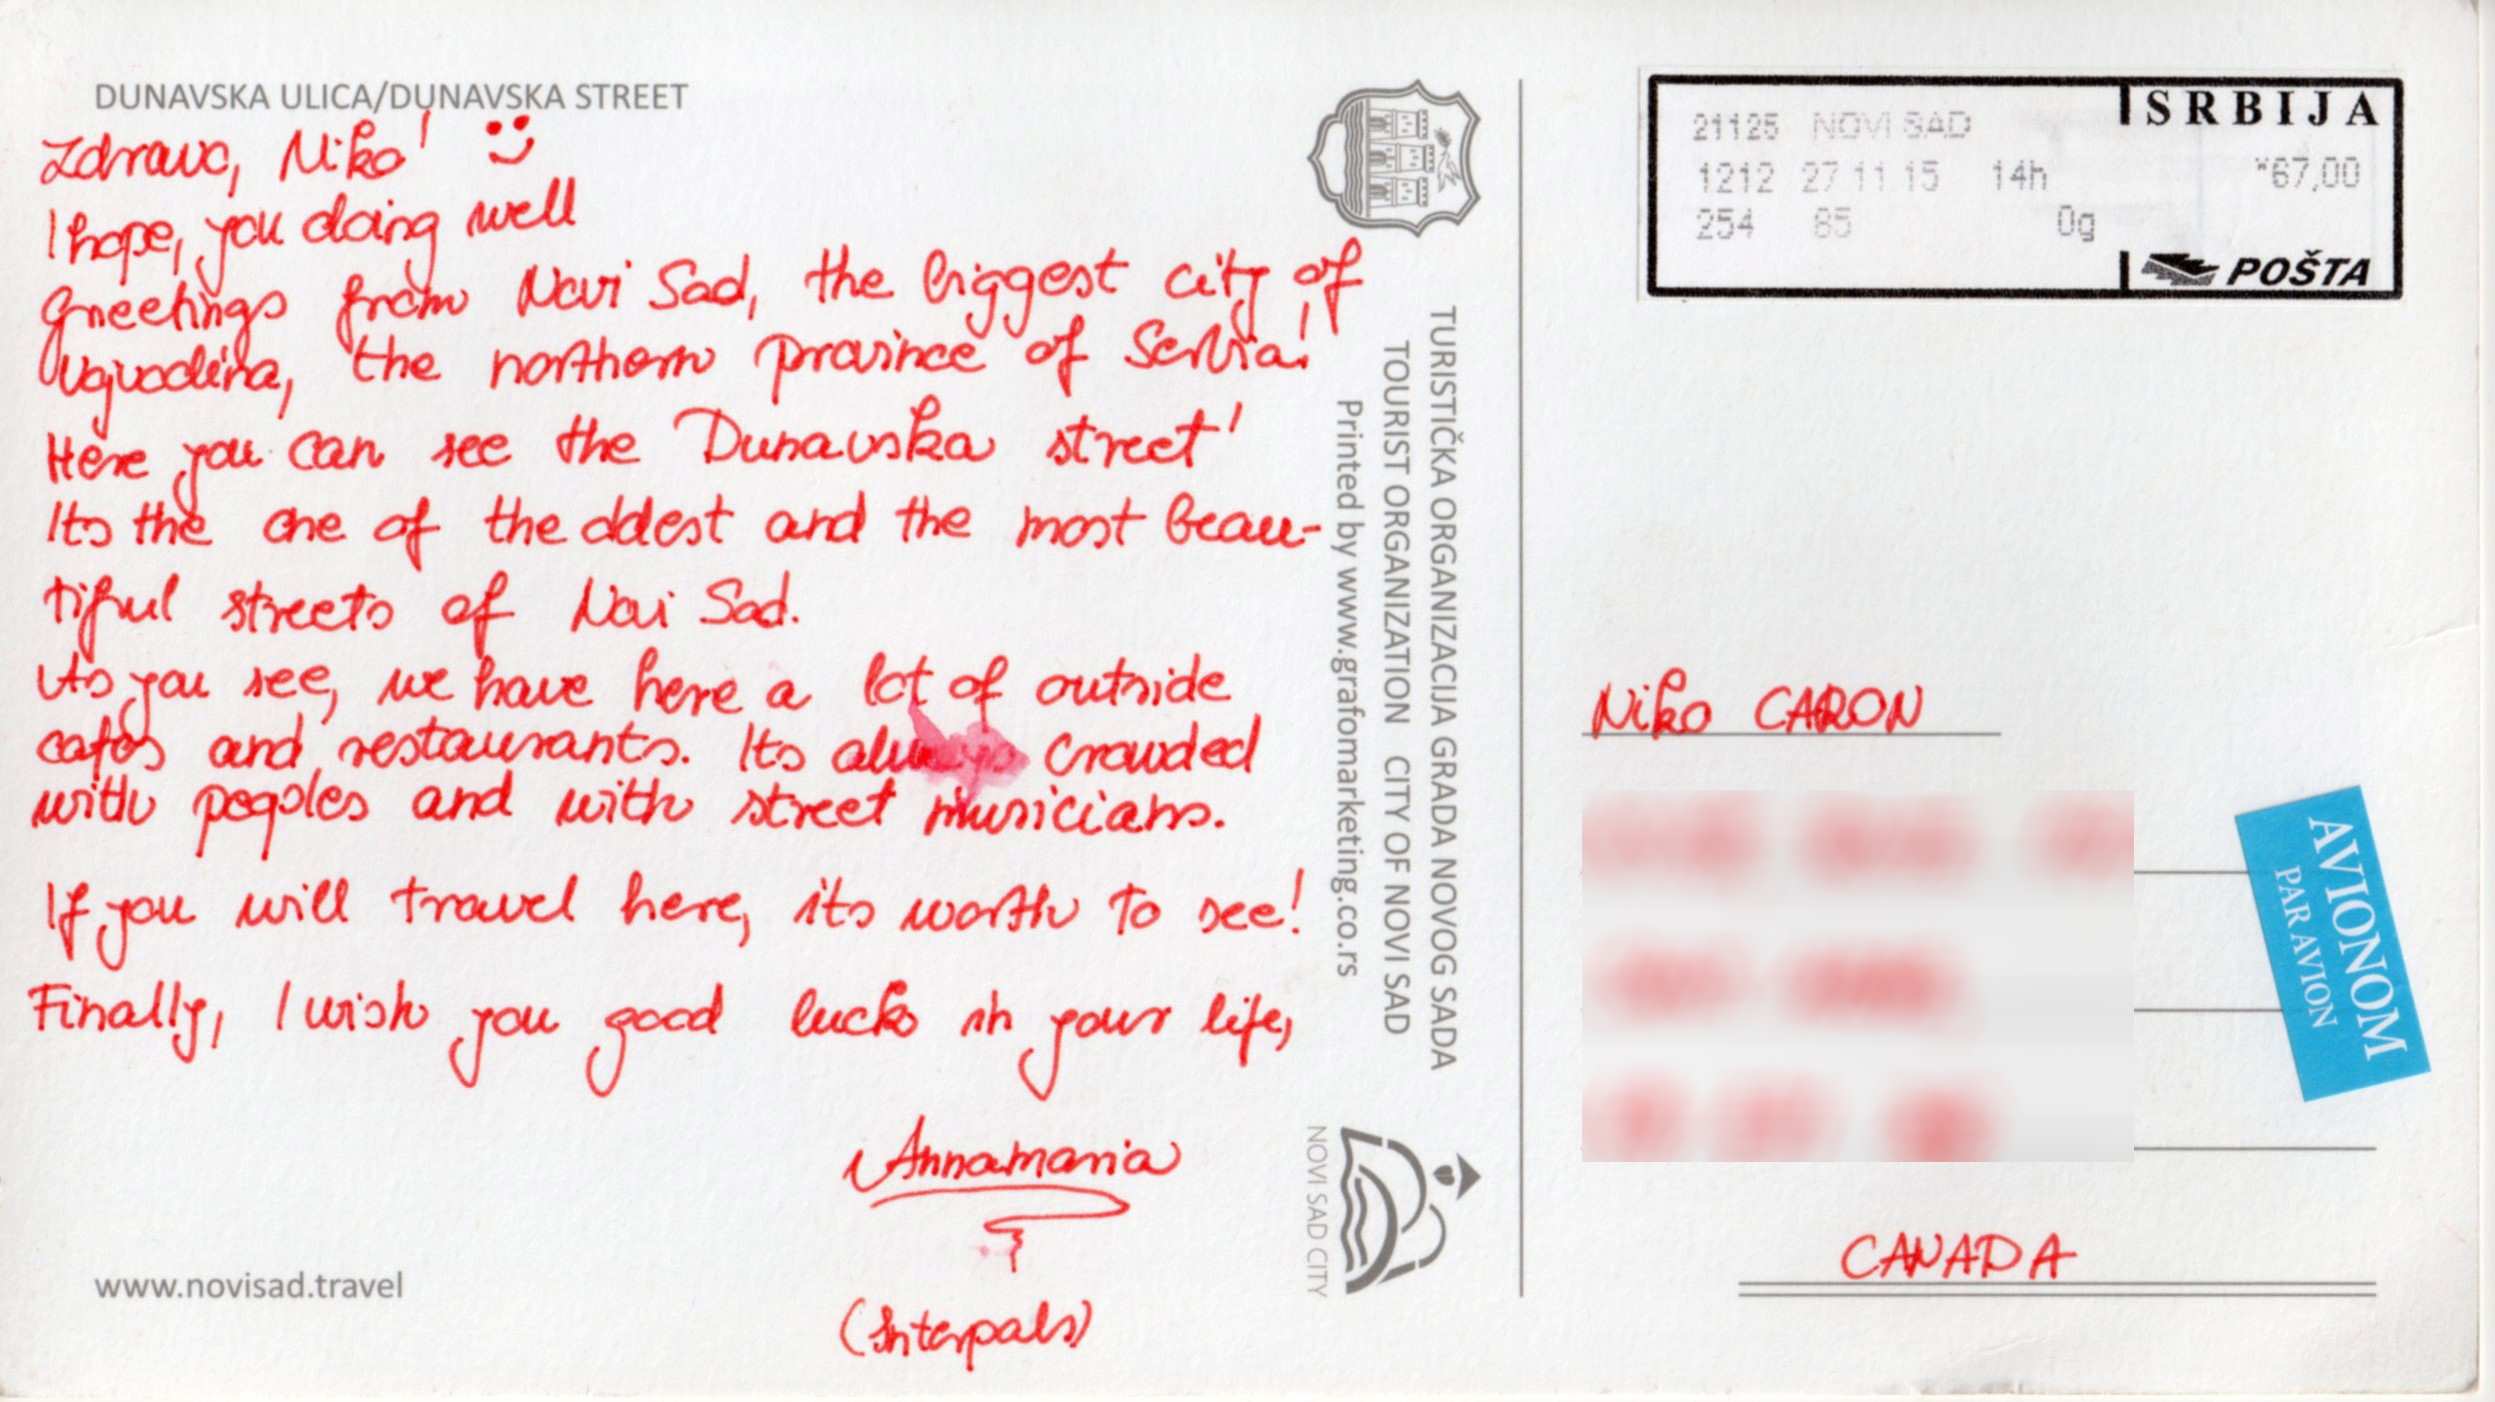 DUNAVSKA ULICA/DUNAVSKA STREET
Zdravo, Niko!
I hope, you doing well
Greetings from Novi Sad, the biggest city of
Vojvodina, the northern province of Serbia!
Here you can see the Dunavska street!
Its the one of the oldest and the most beau-
tiful streets of Novi Sad.
As you see, we have here a lot of outside
cafés and restaurants. Its always crowded
with pepoles and with street musicians.
If you will travel here, its worth to see!
Finally, I wish you good luck in your life,
Annamaria
(Interpals)
www.novisad.travel
TURISTIČKA ORGANIZACIJA GRADA NOVOG SADA
TOURIST ORGANIZATION CITY OF NOVI SAD
Printed by www.grafomarketing.co.rs
NOVI SAD CITY
SRBIJA
21125 NOVI SAD
1212 27 11 15 14h *67,00
254 85 0g
POŠTA
Niko CARON
AVIONOM
PAR AVION
CANADA